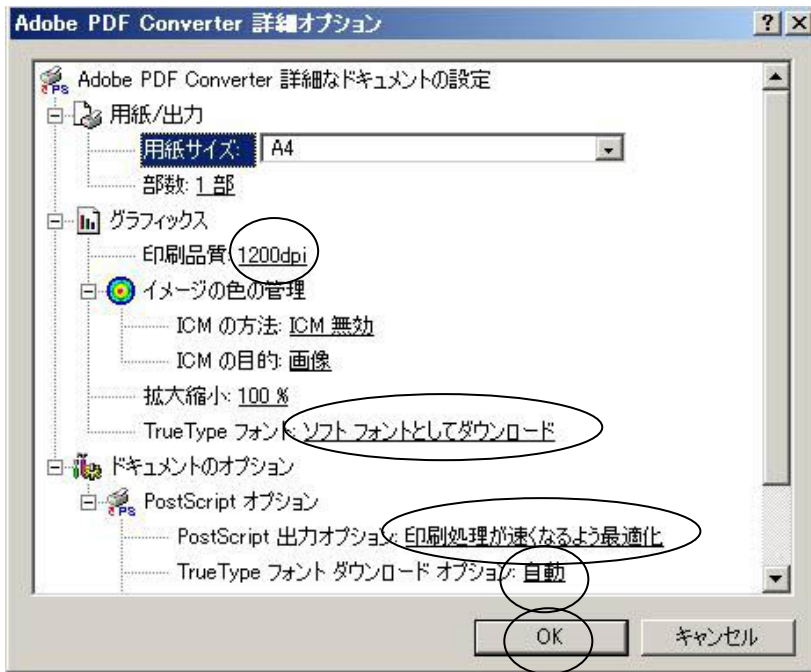 Adobe PDF Converter 詳細オプション
Adobe PDF Converter 詳細なドキュメントの設定
用紙/出力
用紙サイズ: A4
部数: 1 部
グラフィックス
印刷品質: 1200dpi
イメージの色の管理
ICM の方法: ICM 無効
ICM の目的: 画像
拡大縮小: 100 %
TrueType フォント: ソフト フォントとしてダウンロード
ドキュメントのオプション
PostScript オプション
PostScript 出力オプション: 印刷処理が速くなるよう最適化
TrueType フォント ダウンロード オプション: 自動
OK キャンセル